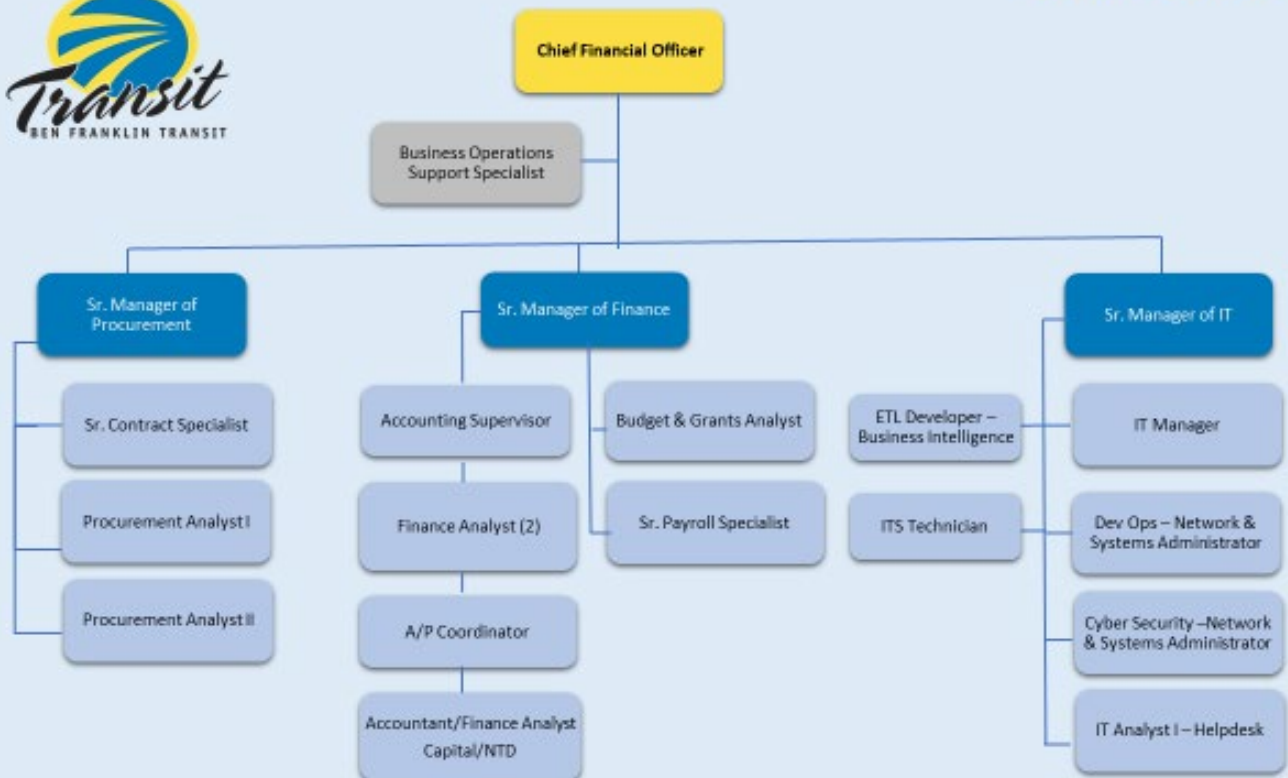 Transit
BEN FRANKLIN TRANSIT
Chief Financial Officer
Business Operations
Support Specialist
Sr. Manager of
Procurement
Sr. Contract Specialist
Procurement Analyst I
Procurement Analyst II
Sr. Manager of Finance
Accounting Supervisor
Finance Analyst (2)
A/P Coordinator
Accountant/Finance Analyst
Capital/NTD
Budget & Grants Analyst
Sr. Payroll Specialist
Sr. Manager of IT
ETL Developer –
Business Intelligence
ITS Technician
IT Manager
Dev Ops – Network &
Systems Administrator
Cyber Security –Network
& Systems Administrator
IT Analyst I – Helpdesk